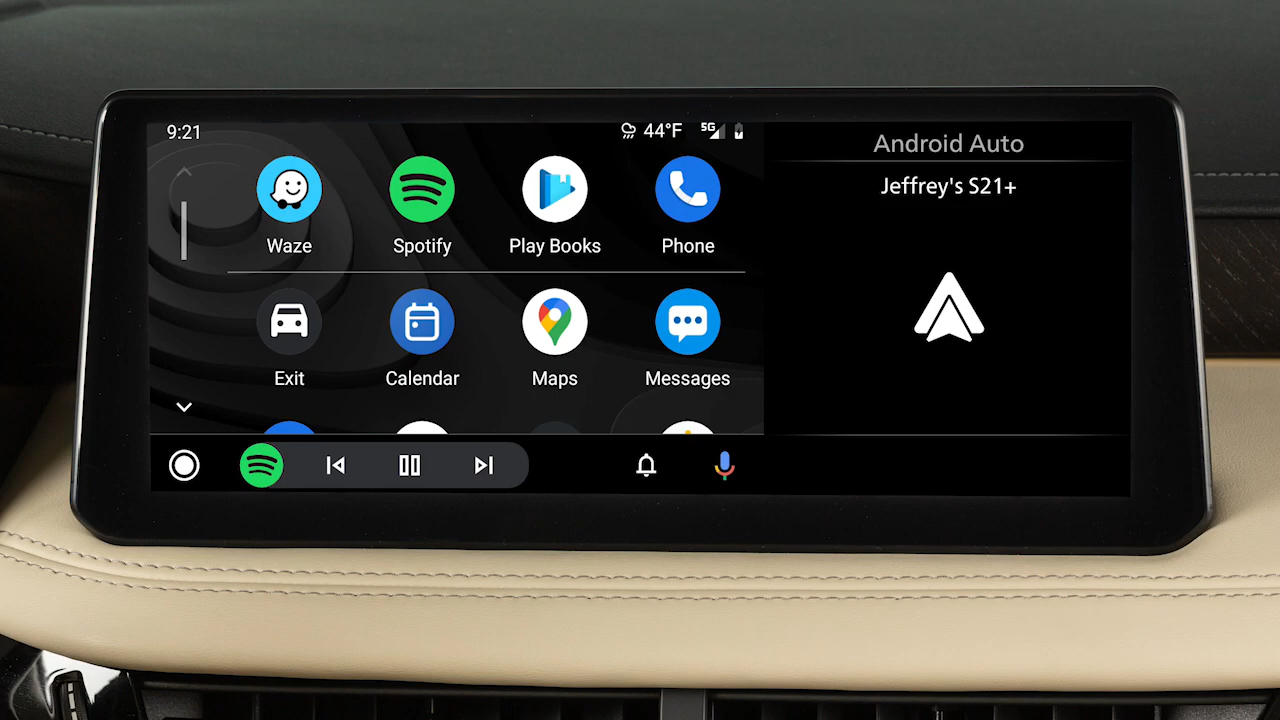 9:21
44°F 5G
Android Auto
Jeffrey's S21+
Waze Spotify Play Books Phone
Exit Calendar Maps Messages